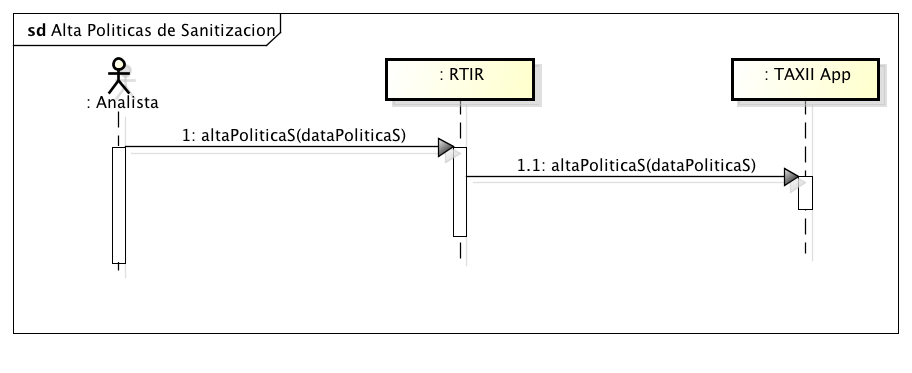 sd Alta Politicas de Sanitizacion
: Analista
: RTIR
: TAXII App
1: altaPoliticaS(dataPoliticaS)
1.1: altaPoliticaS(dataPoliticaS)